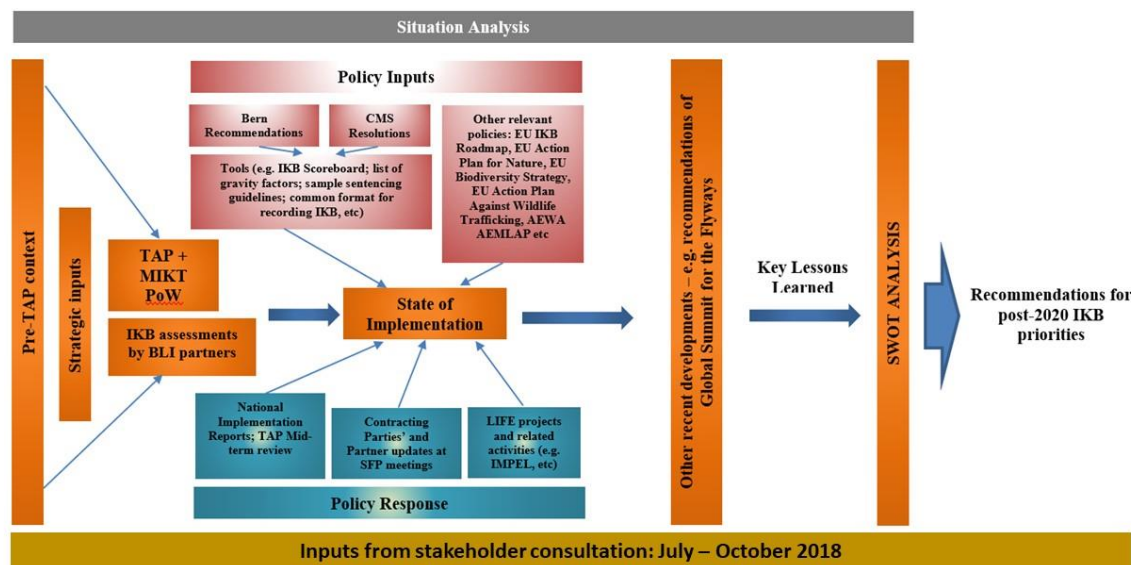 Situation Analysis
Pre-TAP context
Strategic inputs
TAP +
MIKT
PoW
IKB assessments
by BLI partners
Policy Inputs
Bern
Recommendations
CMS
Resolutions
Tools (e.g. IKB Scoreboard; list of
gravity factors; sample sentencing
guidelines; common format for
recording IKB, etc)
Other relevant
policies: EU IKB
Roadmap, EU Action
Plan for Nature, EU
Biodiversity Strategy,
EU Action Plan
Against Wildlife
Trafficking, AEWA
AEMLAP etc
State of
Implementation
National
Implementation
Reports; TAP Mid-
term review
Contracting
Parties’ and
Partner updates at
SFP meetings
LIFE projects
and related
activities (e.g.
IMPEL, etc)
Policy Response
Other recent developments – e.g. recommendations of
Global Summit for the Flyways
Key Lessons
Learned
SWOT ANALYSIS
Recommendations for
post-2020 IKB
priorities
Inputs from stakeholder consultation: July – October 2018